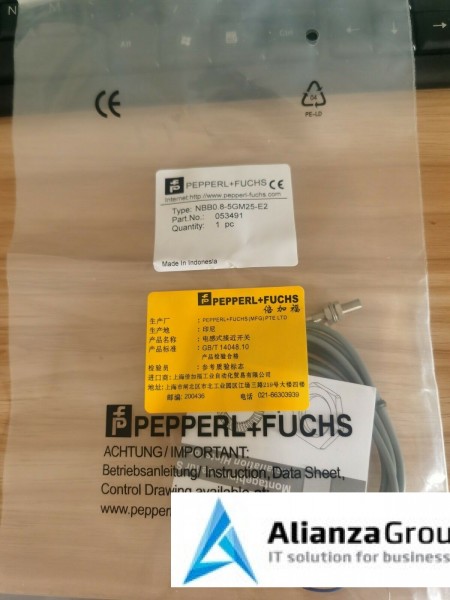 CE
04
PE-LD
PEPPERL+FUCHS CE
Internet http://www.pepperl-fuchs.com
Type: NBB0.8-5GM25-E2
Part.No.: 053491
Quantity: 1 pc
Made in Indonesia
PEPPERL+FUCHS
倍加福
生产厂 : PEPPERL+FUCHS(MFG)PTE LTD
生产地 : 印尼
产品名称: 电感式接近开关
产品标准: GB/T 14048.10
产品检验合格
检验员 : 参考质验标志
进口商: 上海倍加福工业自动化贸易有限公司
地址: 上海市闸北区市北工业园区江场三路219号大楼四楼
邮编: 200436 电话 021-66303939
PEPPERL+FUCHS
ACHTUNG / IMPORTANT:
Betriebsanleitung/ Instruction, Data Sheet,
Control Drawing available
www.pepper
AlianzaGroup
IT solution for business